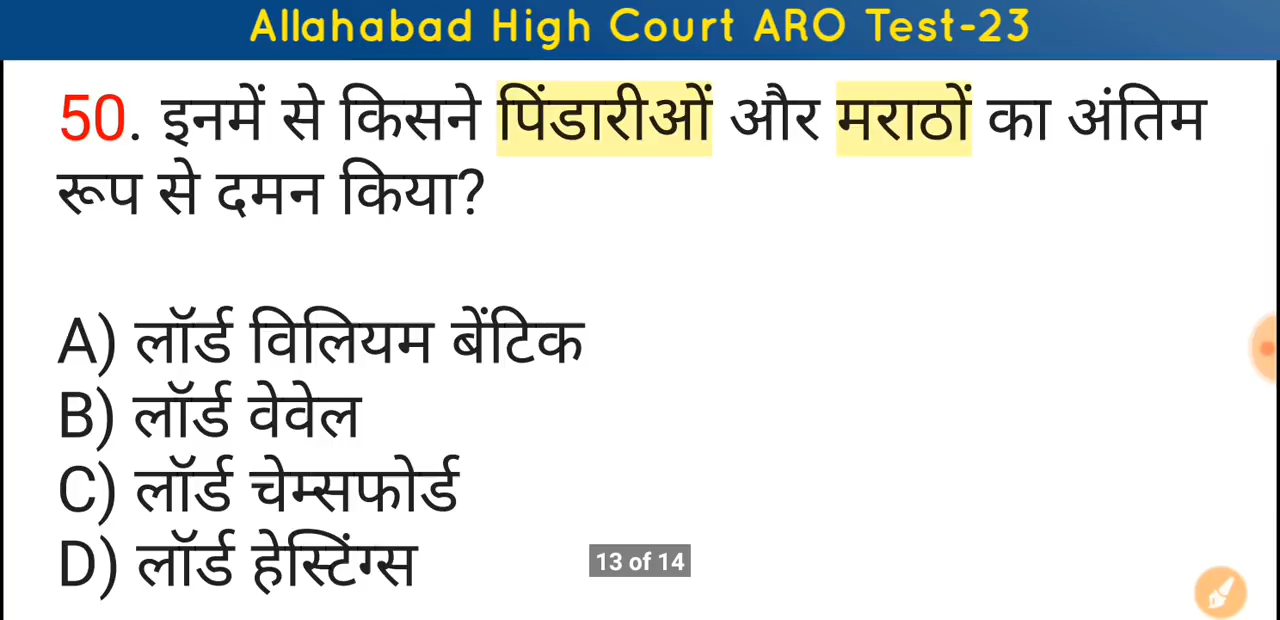 Allahabad High Court ARO Test-23
50. इनमें से किसने पिंडारीओं और मराठों का अंतिम
रूप से दमन किया?
A) लॉर्ड विलियम बेंटिक
B) लॉर्ड वेवेल
C) लॉर्ड चेम्सफोर्ड
D) लॉर्ड हेस्टिंग्स
13 of 14